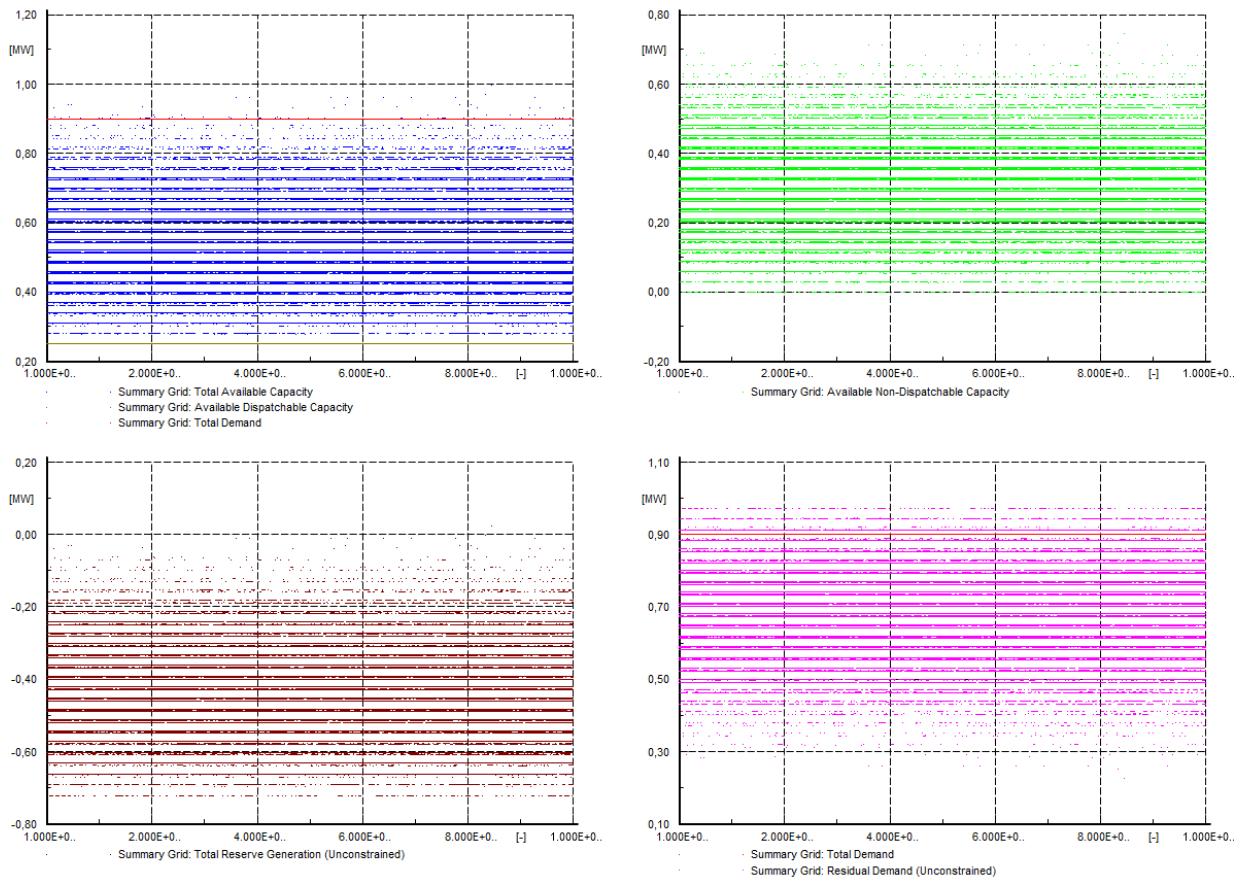 1,20
[MW]
1,00
0,80
0,60
0,40
0,20
1.000E+0.. 2.000E+0.. 4.000E+0.. 6.000E+0.. 8.000E+0.. [-] 1.000E+0..
Summary Grid: Total Available Capacity
Summary Grid: Available Dispatchable Capacity
Summary Grid: Total Demand
0,80
[MW]
0,60
0,40
0,20
0,00
-0,20
1.000E+0.. 2.000E+0.. 4.000E+0.. 6.000E+0.. 8.000E+0.. [-] 1.000E+0..
Summary Grid: Available Non-Dispatchable Capacity
0,20
[MW]
0,00
-0,20
-0,40
-0,60
-0,80
1.000E+0.. 2.000E+0.. 4.000E+0.. 6.000E+0.. 8.000E+0.. [-] 1.000E+0..
Summary Grid: Total Reserve Generation (Unconstrained)
1,10
[MW]
0,90
0,70
0,50
0,30
0,10
1.000E+0.. 2.000E+0.. 4.000E+0.. 6.000E+0.. 8.000E+0.. [-] 1.000E+0..
Summary Grid: Total Demand
Summary Grid: Residual Demand (Unconstrained)